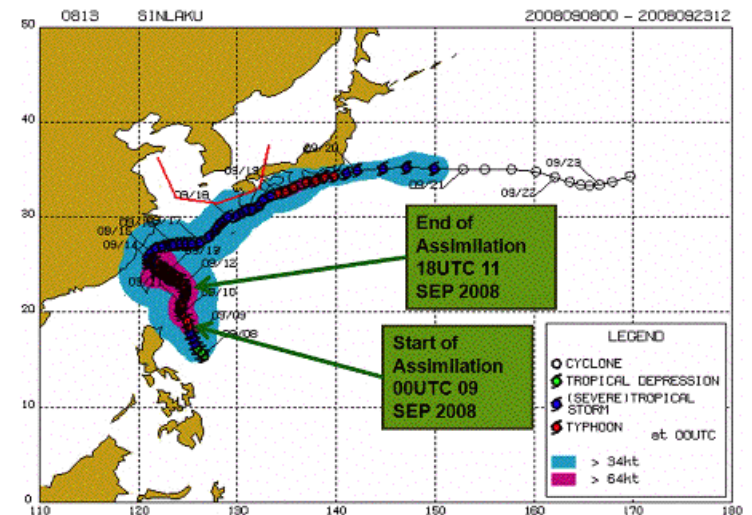 0813 SINLAKU 2008090800 - 2008092312
50
40
30
20
10
0
110 120 130 140 150 160 170 180
09/20
09/19
09/18
09/21
09/22
09/23
09/17
09/15
09/14
09/13
09/12
09/11
09/10
09/09
09/08
End of
Assimilation
18UTC 11
SEP 2008
Start of
Assimilation
00UTC 09
SEP 2008
LEGEND
CYCLONE
TROPICAL DEPRESSION
(SEVERE)TROPICAL
STORM
TYPHOON at 00UTC
> 34kt
> 64kt